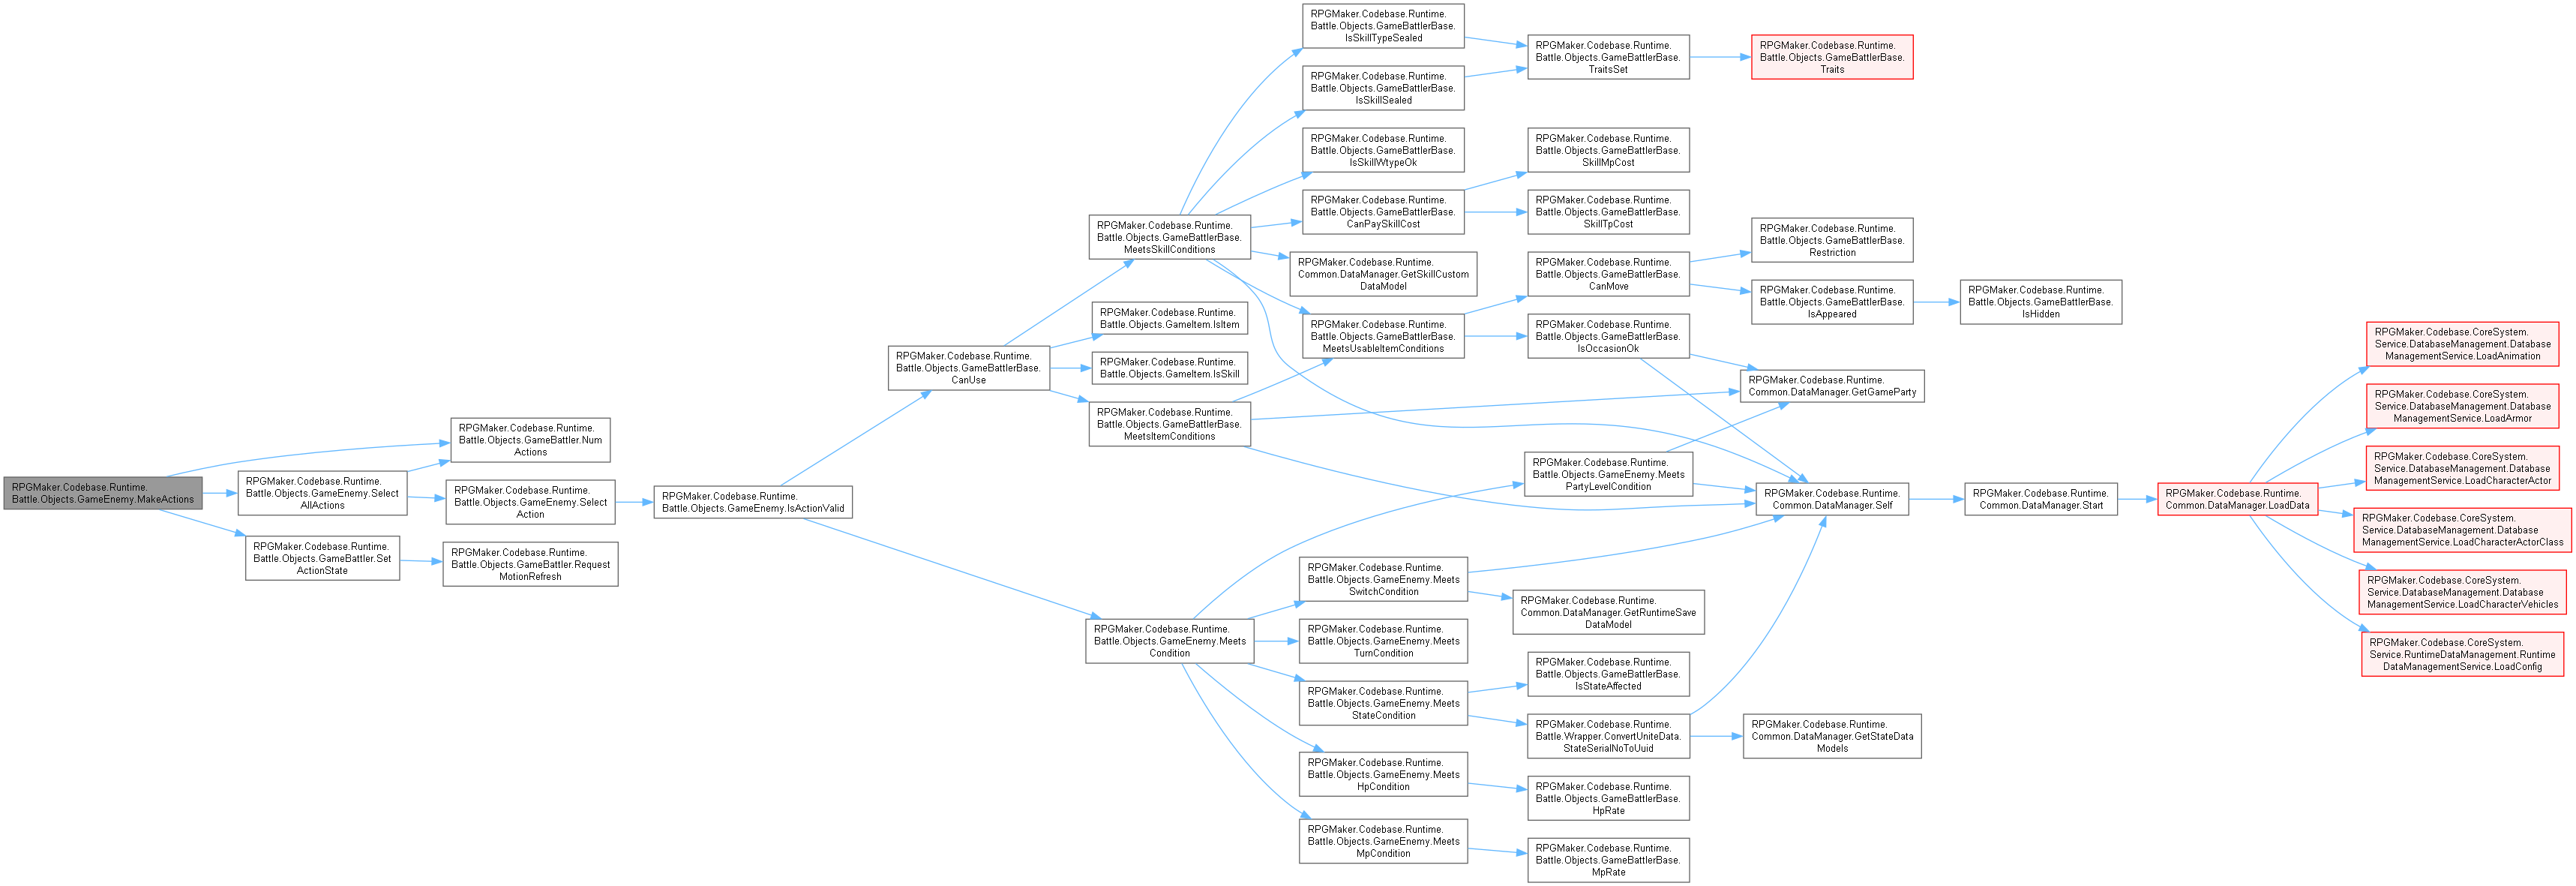 RPGMaker.Codebase.Runtime.
Battle.Objects.GameEnemy.MakeActions
RPGMaker.Codebase.Runtime.
Battle.Objects.GameBattler.Num
Actions
RPGMaker.Codebase.Runtime.
Battle.Objects.GameEnemy.Select
AllActions
RPGMaker.Codebase.Runtime.
Battle.Objects.GameBattler.Set
ActionState
RPGMaker.Codebase.Runtime.
Battle.Objects.GameEnemy.Select
Action
RPGMaker.Codebase.Runtime.
Battle.Objects.GameBattler.Request
MotionRefresh
RPGMaker.Codebase.Runtime.
Battle.Objects.GameEnemy.IsActionValid
RPGMaker.Codebase.Runtime.
Battle.Objects.GameBattlerBase.
CanUse
RPGMaker.Codebase.Runtime.
Battle.Objects.GameEnemy.Meets
Condition
RPGMaker.Codebase.Runtime.
Battle.Objects.GameBattlerBase.
MeetsSkillConditions
RPGMaker.Codebase.Runtime.
Battle.Objects.GameItem.IsItem
RPGMaker.Codebase.Runtime.
Battle.Objects.GameItem.IsSkill
RPGMaker.Codebase.Runtime.
Battle.Objects.GameBattlerBase.
MeetsItemConditions
RPGMaker.Codebase.Runtime.
Battle.Objects.GameBattlerBase.
IsSkillTypeSealed
RPGMaker.Codebase.Runtime.
Battle.Objects.GameBattlerBase.
IsSkillSealed
RPGMaker.Codebase.Runtime.
Battle.Objects.GameBattlerBase.
IsSkillWtypeOk
RPGMaker.Codebase.Runtime.
Battle.Objects.GameBattlerBase.
CanPaySkillCost
RPGMaker.Codebase.Runtime.
Common.DataManager.GetSkillCustom
DataModel
RPGMaker.Codebase.Runtime.
Battle.Objects.GameBattlerBase.
MeetsUsableItemConditions
RPGMaker.Codebase.Runtime.
Battle.Objects.GameBattlerBase.
TraitsSet
RPGMaker.Codebase.Runtime.
Battle.Objects.GameBattlerBase.
Traits
RPGMaker.Codebase.Runtime.
Battle.Objects.GameBattlerBase.
SkillMpCost
RPGMaker.Codebase.Runtime.
Battle.Objects.GameBattlerBase.
SkillTpCost
RPGMaker.Codebase.Runtime.
Battle.Objects.GameBattlerBase.
CanMove
RPGMaker.Codebase.Runtime.
Battle.Objects.GameBattlerBase.
IsOccasionOk
RPGMaker.Codebase.Runtime.
Battle.Objects.GameBattlerBase.
Restriction
RPGMaker.Codebase.Runtime.
Battle.Objects.GameBattlerBase.
IsAppeared
RPGMaker.Codebase.Runtime.
Battle.Objects.GameBattlerBase.
IsHidden
RPGMaker.Codebase.Runtime.
Common.DataManager.GetGameParty
RPGMaker.Codebase.Runtime.
Battle.Objects.GameEnemy.Meets
PartyLevelCondition
RPGMaker.Codebase.Runtime.
Common.DataManager.Self
RPGMaker.Codebase.Runtime.
Common.DataManager.Start
RPGMaker.Codebase.Runtime.
Common.DataManager.LoadData
RPGMaker.Codebase.Runtime.
Battle.Objects.GameEnemy.Meets
SwitchCondition
RPGMaker.Codebase.Runtime.
Common.DataManager.GetRuntimeSave
DataModel
RPGMaker.Codebase.Runtime.
Battle.Objects.GameEnemy.Meets
TurnCondition
RPGMaker.Codebase.Runtime.
Battle.Objects.GameEnemy.Meets
StateCondition
RPGMaker.Codebase.Runtime.
Battle.Objects.GameBattlerBase.
IsStateAffected
RPGMaker.Codebase.Runtime.
Battle.Wrapper.ConvertUniteData.
StateSerialNoToUuid
RPGMaker.Codebase.Runtime.
Common.DataManager.GetStateData
Models
RPGMaker.Codebase.Runtime.
Battle.Objects.GameEnemy.Meets
HpCondition
RPGMaker.Codebase.Runtime.
Battle.Objects.GameBattlerBase.
HpRate
RPGMaker.Codebase.Runtime.
Battle.Objects.GameEnemy.Meets
MpCondition
RPGMaker.Codebase.Runtime.
Battle.Objects.GameBattlerBase.
MpRate
RPGMaker.Codebase.CoreSystem.
Service.DatabaseManagement.Database
ManagementService.LoadAnimation
RPGMaker.Codebase.CoreSystem.
Service.DatabaseManagement.Database
ManagementService.LoadArmor
RPGMaker.Codebase.CoreSystem.
Service.DatabaseManagement.Database
ManagementService.LoadCharacterActor
RPGMaker.Codebase.CoreSystem.
Service.DatabaseManagement.Database
ManagementService.LoadCharacterActorClass
RPGMaker.Codebase.CoreSystem.
Service.DatabaseManagement.Database
ManagementService.LoadCharacterVehicles
RPGMaker.Codebase.CoreSystem.
Service.RuntimeDataManagement.Runtime
DataManagementService.LoadConfig